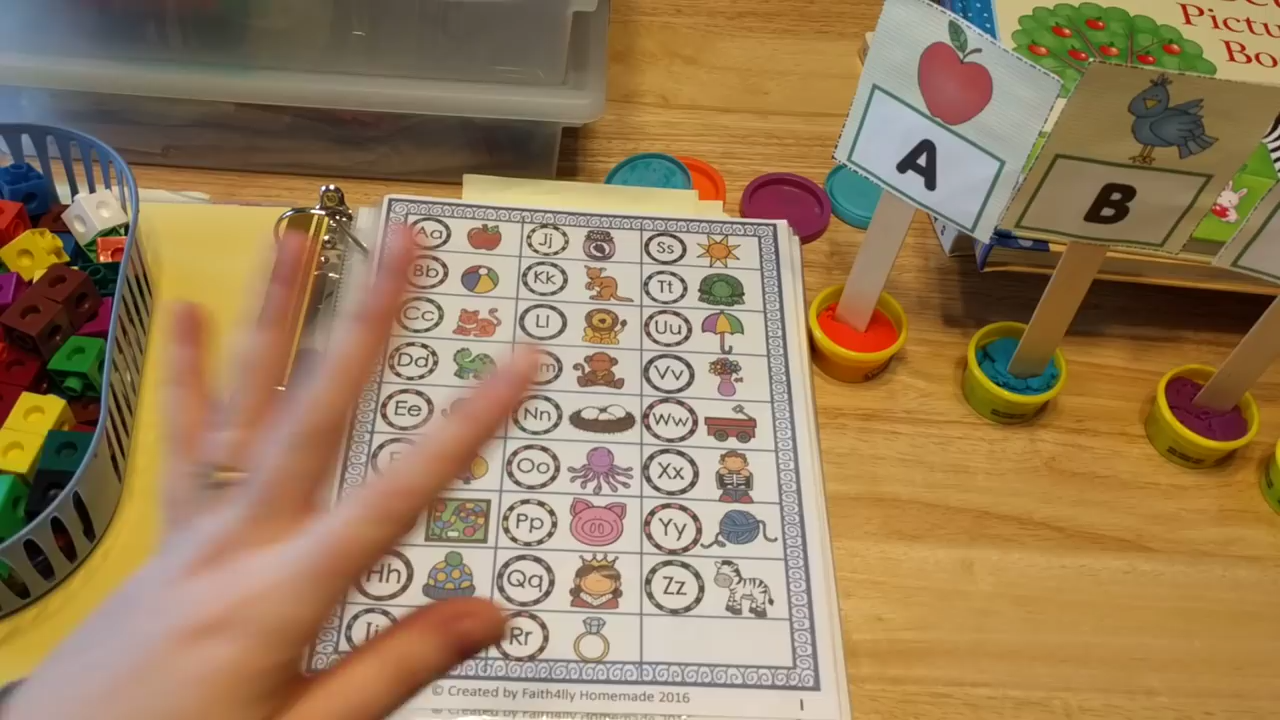 Picture
A
B
Aa Jj Ss
Bb Kk Tt
Cc Ll Uu
Dd Vv
Ee Nn Ww
Oo Xx
Pp Yy
Hh Qq Zz
Rr
© Created by Faith4lly Homemade 2016
1